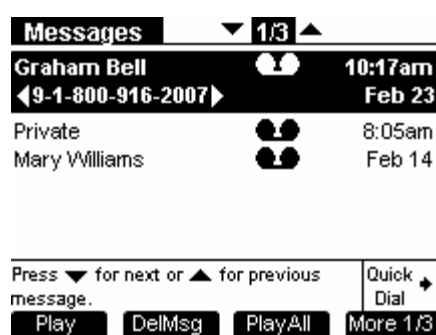 Messages ▼ 1/3 ▲
Graham Bell 10:17am
◀9-1-800-916-2007▶ Feb 23
Private 8:05am
Mary Williams Feb 14
Press ▼ for next or ▲ for previous message.
Quick Dial
Play DelMsg PlayAll More 1/3